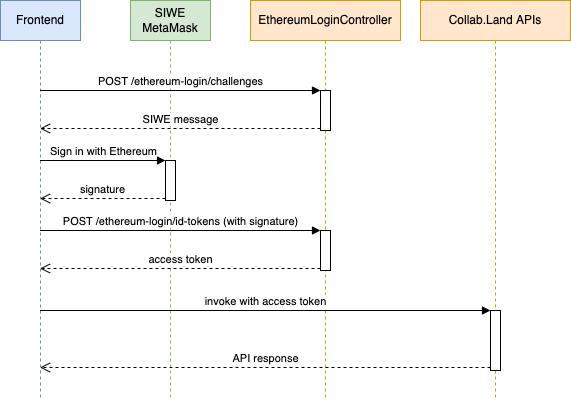 Frontend
SIWE
MetaMask
EthereumLoginController
Collab.Land APIs
POST /ethereum-login/challenges
SIWE message
Sign in with Ethereum
signature
POST /ethereum-login/id-tokens (with signature)
access token
invoke with access token
API response